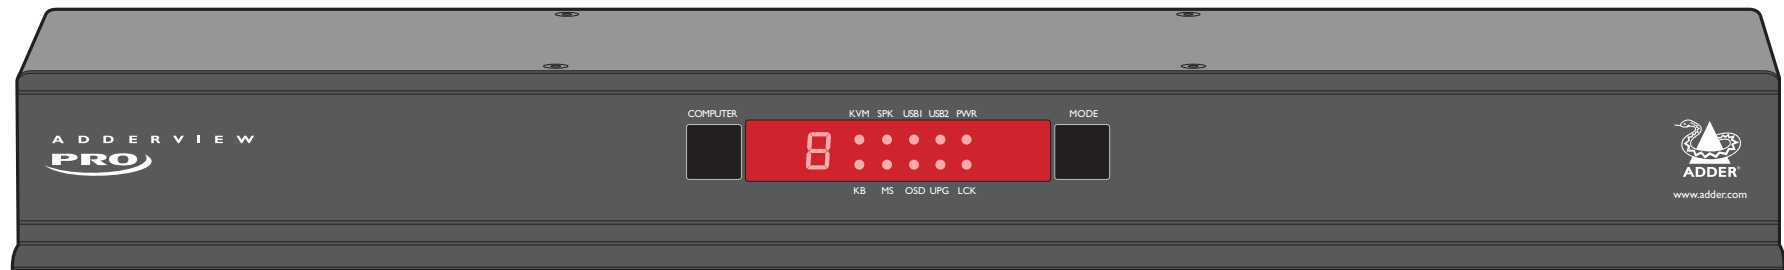 COMPUTER
KVM SPK USB1 USB2 PWR
MODE
ADDERVIEW
PRO
8
KB MS OSD UPG LCK
ADDER®
www.adder.com